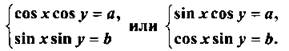 {cos x cos y = a, или {sin x cos y = a,
{sin x sin y = b {cos x sin y = b.